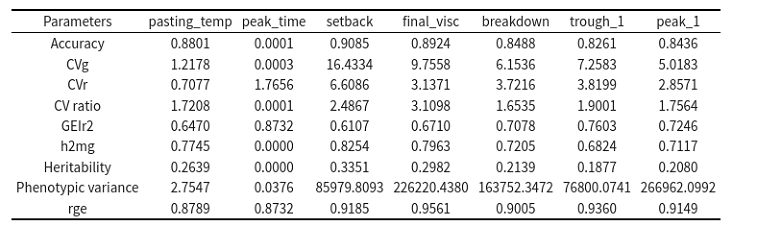 Parameters pasting_temp peak_time setback final_visc breakdown trough_1 peak_1
Accuracy 0.8801 0.0001 0.9085 0.8924 0.8488 0.8261 0.8436
CVg 1.2178 0.0003 16.4334 9.7558 6.1536 7.2583 5.0183
CVr 0.7077 1.7656 6.6086 3.1371 3.7216 3.8199 2.8571
CV ratio 1.7208 0.0001 2.4867 3.1098 1.6535 1.9001 1.7564
GEIr2 0.6470 0.8732 0.6107 0.6710 0.7078 0.7603 0.7246
h2mg 0.7745 0.0000 0.8254 0.7963 0.7205 0.6824 0.7117
Heritability 0.2639 0.0000 0.3351 0.2982 0.2139 0.1877 0.2080
Phenotypic variance 2.7547 0.0376 85979.8093 226220.4380 163752.3472 76800.0741 266962.0992
rge 0.8789 0.8732 0.9185 0.9561 0.9005 0.9360 0.9149